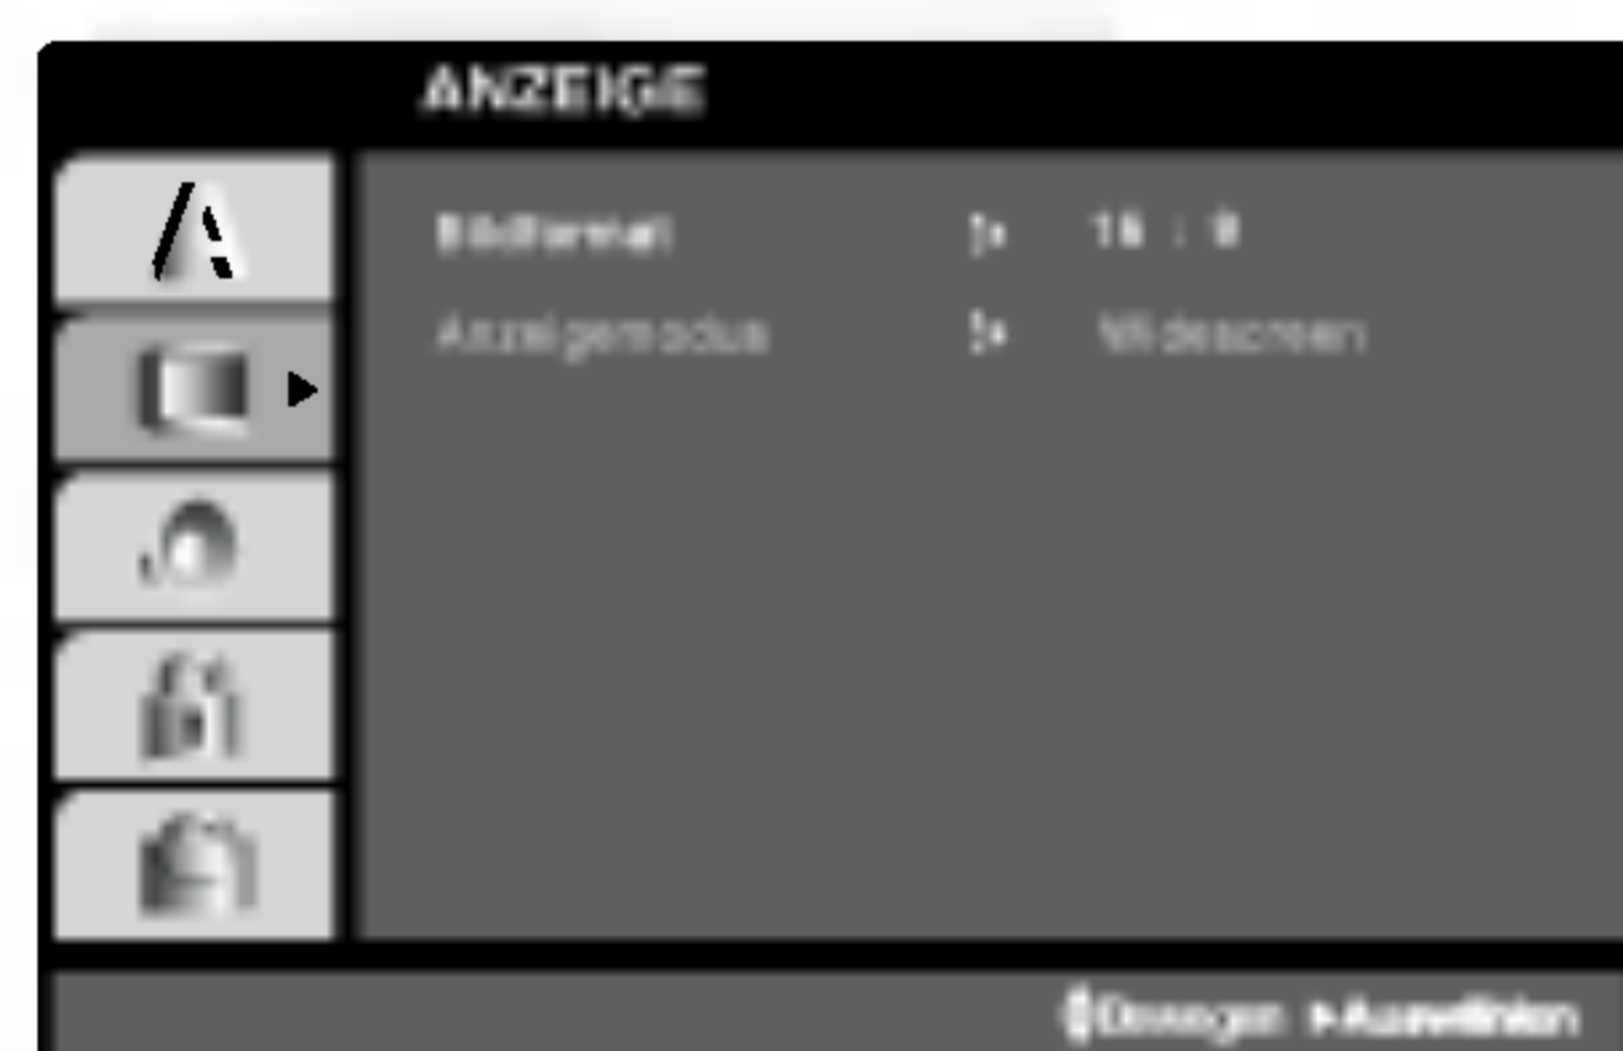 ANZEIGE
Bildformat 16 : 9
Anzeigemodus Widescreen
Bewegen Auswählen